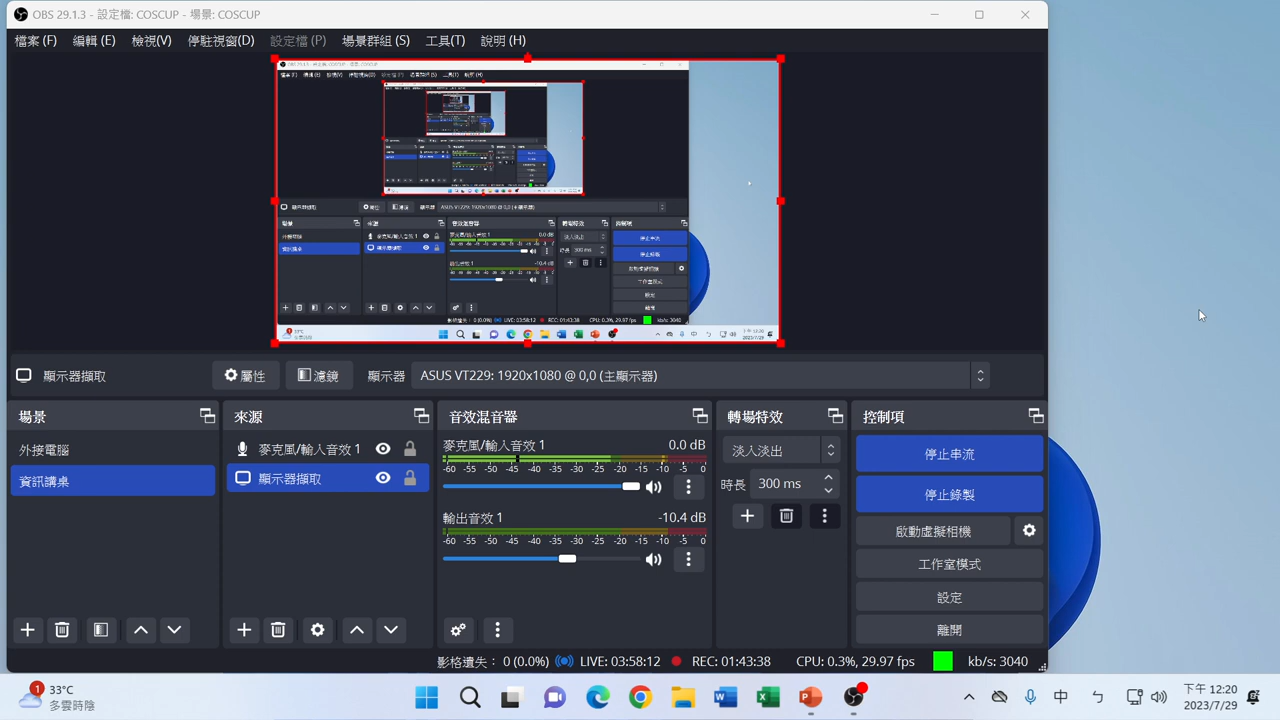 OBS 29.1.3 - 設定檔: COSCUP - 場景: COSCUP
檔案 (F) 編輯 (E) 檢視(V) 停駐視窗(D) 設定檔 (P) 場景群組 (S) 工具(T) 說明 (H)
顯示器擷取 屬性 濾鏡 顯示器 ASUS VT229: 1920x1080 @ 0,0 (主顯示器)
場景
外接電腦
資訊講桌
來源
麥克風/輸入音效 1
顯示器擷取
音效混音器
麥克風/輸入音效 1 0.0 dB
-60 -55 -50 -45 -40 -35 -30 -25 -20 -15 -10 -5 0
輸出音效 1 -10.4 dB
-60 -55 -50 -45 -40 -35 -30 -25 -20 -15 -10 -5 0
轉場特效
淡入淡出
時長 300 ms
控制項
停止串流
停止錄製
啟動虛擬相機
工作室模式
設定
離開
影格遺失: 0 (0.0%) LIVE: 03:58:12 REC: 01:43:38 CPU: 0.3%, 29.97 fps kb/s: 3040
1
33°C
多雲時陰
中
下午 12:20
2023/7/29